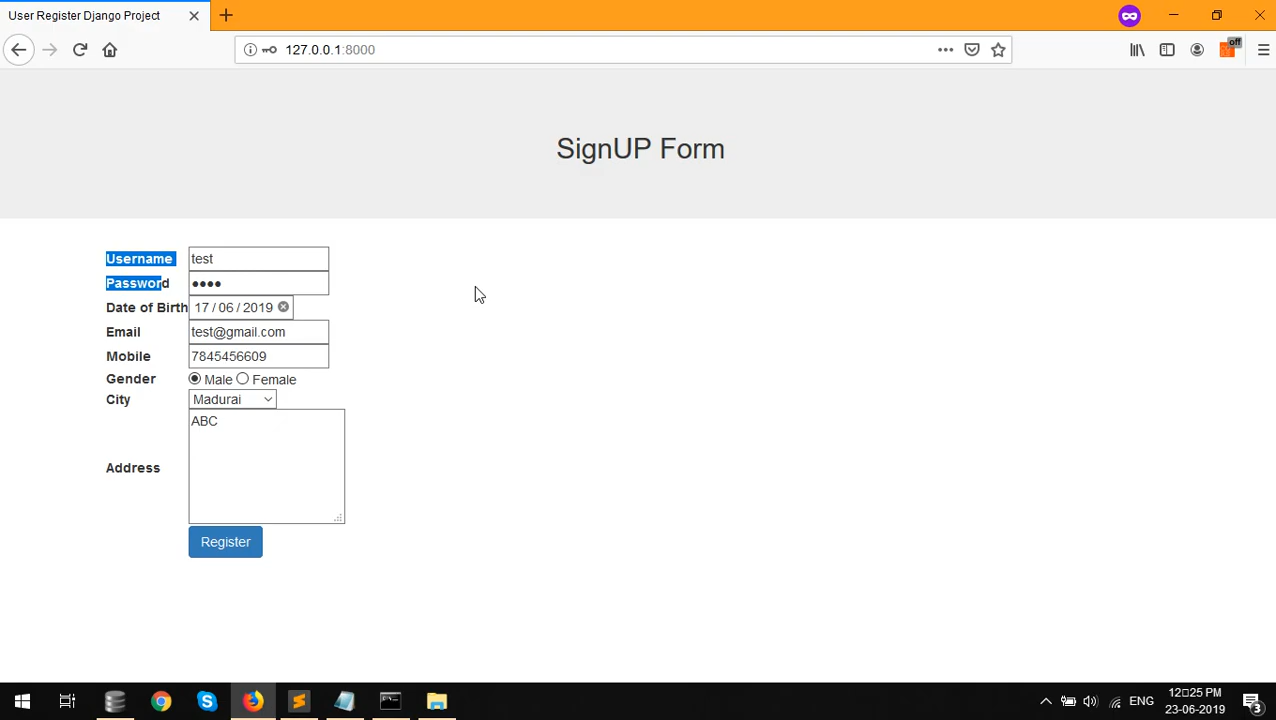 User Register Django Project
off
127.0.0.1:8000
SignUP Form
Username test
Password ••••
Date of Birth 17 / 06 / 2019
Email test@gmail.com
Mobile 7845456609
Gender Male Female
City Madurai
Address ABC
Register
ENG
12:25 PM
23-06-2019
3